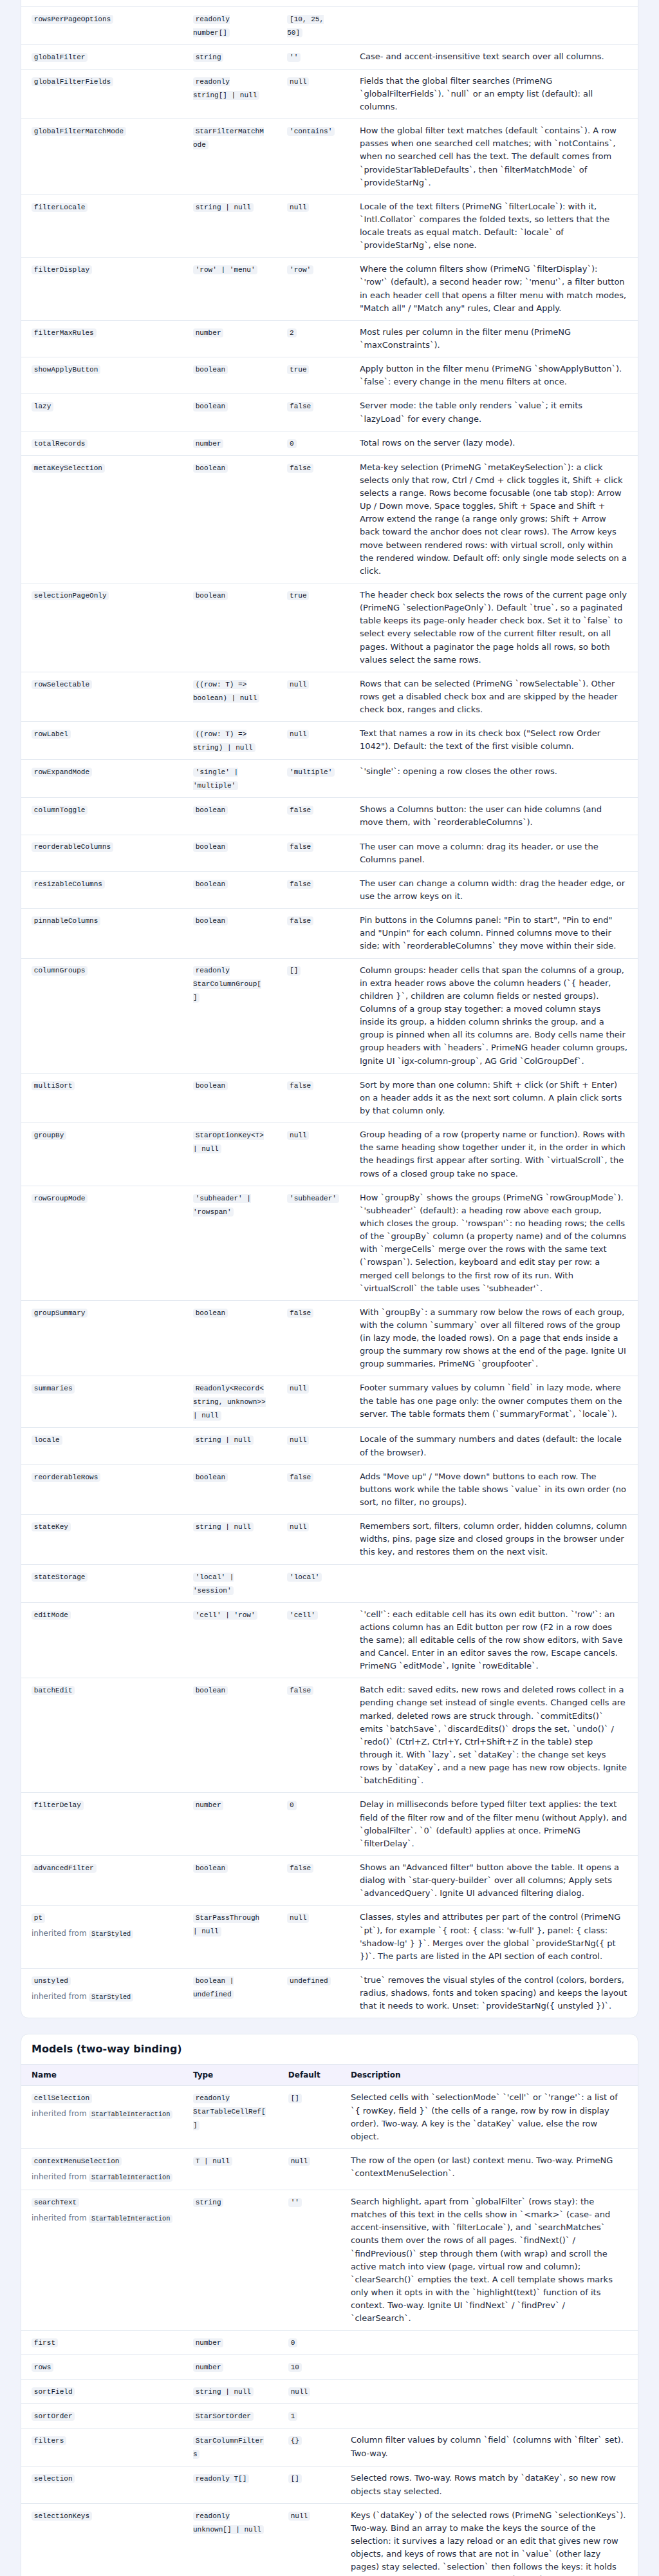 rowsPerPageOptions readonly [10, 25,
number[] 50]
globalFilter string '' Case- and accent-insensitive text search over all columns.
globalFilterFields readonly null Fields that the global filter searches (PrimeNG
string[] | null `globalFilterFields`). `null` or an empty list (default): all
columns.
globalFilterMatchMode StarFilterMatchM 'contains' How the global filter text matches (default `contains`). A row
ode passes when one searched cell matches; with `notContains`,
when no searched cell has the text. The default comes from
`provideStarTableDefaults`, then `filterMatchMode` of
`provideStarNg`.
filterLocale string | null null Locale of the text filters (PrimeNG `filterLocale`): with it,
`Intl.Collator` compares the folded texts, so letters that the
locale treats as equal match. Default: `locale` of
`provideStarNg`, else none.
filterDisplay 'row' | 'menu' 'row' Where the column filters show (PrimeNG `filterDisplay`):
`'row'` (default), a second header row; `'menu'`, a filter button
in each header cell that opens a filter menu with match modes,
"Match all" / "Match any" rules, Clear and Apply.
filterMaxRules number 2 Most rules per column in the filter menu (PrimeNG
`maxConstraints`).
showApplyButton boolean true Apply button in the filter menu (PrimeNG `showApplyButton`).
`false`: every change in the menu filters at once.
lazy boolean false Server mode: the table only renders `value`; it emits
`lazyLoad` for every change.
totalRecords number 0 Total rows on the server (lazy mode).
metaKeySelection boolean false Meta-key selection (PrimeNG `metaKeySelection`): a click
selects only that row, Ctrl / Cmd + click toggles it, Shift + click
selects a range. Rows become focusable (one tab stop): Arrow
Up / Down move, Space toggles, Shift + Space and Shift +
Arrow extend the range (a range only grows; Shift + Arrow
back toward the anchor does not clear rows). The Arrow keys
move between rendered rows: with virtual scroll, only within
the rendered window. Default off: only single mode selects on a
click.
selectionPageOnly boolean true The header check box selects the rows of the current page only
(PrimeNG `selectionPageOnly`). Default `true`, so a paginated
table keeps its page-only header check box. Set it to `false` to
select every selectable row of the current filter result, on all
pages. Without a paginator the page holds all rows, so both
values select the same rows.
rowSelectable ((row: T) => null Rows that can be selected (PrimeNG `rowSelectable`). Other
boolean) | null rows get a disabled check box and are skipped by the header
check box, ranges and clicks.
rowLabel ((row: T) => null Text that names a row in its check box ("Select row Order
string) | null 1042"). Default: the text of the first visible column.
rowExpandMode 'single' | 'multiple' `'single'`: opening a row closes the other rows.
'multiple'
columnToggle boolean false Shows a Columns button: the user can hide columns (and
move them, with `reorderableColumns`).
reorderableColumns boolean false The user can move a column: drag its header, or use the
Columns panel.
resizableColumns boolean false The user can change a column width: drag the header edge, or
use the arrow keys on it.
pinnableColumns boolean false Pin buttons in the Columns panel: "Pin to start", "Pin to end"
and "Unpin" for each column. Pinned columns move to their
side; with `reorderableColumns` they move within their side.
columnGroups readonly [] Column groups: header cells that span the columns of a group,
StarColumnGroup[ in extra header rows above the column headers (`{ header,
] children }`, children are column fields or nested groups).
Columns of a group stay together: a moved column stays
inside its group, a hidden column shrinks the group, and a
group is pinned when all its columns are. Body cells name their
group headers with `headers`. PrimeNG header column groups,
Ignite UI `igx-column-group`, AG Grid `ColGroupDef`.
multiSort boolean false Sort by more than one column: Shift + click (or Shift + Enter)
on a header adds it as the next sort column. A plain click sorts
by that column only.
groupBy StarOptionKey<T> null Group heading of a row (property name or function). Rows with
| null the same heading show together under it, in the order in which
the headings first appear after sorting. With `virtualScroll`, the
rows of a closed group take no space.
rowGroupMode 'subheader' | 'subheader' How `groupBy` shows the groups (PrimeNG `rowGroupMode`).
'rowspan' `'subheader'` (default): a heading row above each group,
which closes the group. `'rowspan'`: no heading rows; the cells
of the `groupBy` column (a property name) and of the columns
with `mergeCells` merge over the rows with the same text
(`rowspan`). Selection, keyboard and edit stay per row: a
merged cell belongs to the first row of its run. With
`virtualScroll` the table uses `'subheader'`.
groupSummary boolean false With `groupBy`: a summary row below the rows of each group,
with the column `summary` over all filtered rows of the group
(in lazy mode, the loaded rows). On a page that ends inside a
group the summary row shows at the end of the page. Ignite UI
group summaries, PrimeNG `groupfooter`.
summaries Readonly<Record< null Footer summary values by column `field` in lazy mode, where
string, unknown>> the table has one page only: the owner computes them on the
| null server. The table formats them (`summaryFormat`, `locale`).
locale string | null null Locale of the summary numbers and dates (default: the locale
of the browser).
reorderableRows boolean false Adds "Move up" / "Move down" buttons to each row. The
buttons work while the table shows `value` in its own order (no
sort, no filter, no groups).
stateKey string | null null Remembers sort, filters, column order, hidden columns, column
widths, pins, page size and closed groups in the browser under
this key, and restores them on the next visit.
stateStorage 'local' | 'local'
'session'
editMode 'cell' | 'row' 'cell' `'cell'`: each editable cell has its own edit button. `'row'`: an
actions column has an Edit button per row (F2 in a row does
the same); all editable cells of the row show editors, with Save
and Cancel. Enter in an editor saves the row, Escape cancels.
PrimeNG `editMode`, Ignite `rowEditable`.
batchEdit boolean false Batch edit: saved edits, new rows and deleted rows collect in a
pending change set instead of single events. Changed cells are
marked, deleted rows are struck through. `commitEdits()`
emits `batchSave`, `discardEdits()` drops the set, `undo()` /
`redo()` (Ctrl+Z, Ctrl+Y, Ctrl+Shift+Z in the table) step
through it. With `lazy`, set `dataKey`: the change set keys
rows by `dataKey`, and a new page has new row objects. Ignite
`batchEditing`.
filterDelay number 0 Delay in milliseconds before typed filter text applies: the text
field of the filter row and of the filter menu (without Apply), and
`globalFilter`. `0` (default) applies at once. PrimeNG
`filterDelay`.
advancedFilter boolean false Shows an "Advanced filter" button above the table. It opens a
dialog with `star-query-builder` over all columns; Apply sets
`advancedQuery`. Ignite UI advanced filtering dialog.
pt StarPassThrough null Classes, styles and attributes per part of the control (PrimeNG
inherited from StarStyled | null `pt`), for example `{ root: { class: 'w-full' }, panel: { class:
'shadow-lg' } }`. Merges over the global `provideStarNg({ pt
})`. The parts are listed in the API section of each control.
unstyled boolean | undefined `true` removes the visual styles of the control (colors, borders,
inherited from StarStyled undefined radius, shadows, fonts and token spacing) and keeps the layout
that it needs to work. Unset: `provideStarNg({ unstyled })`.
Models (two-way binding)
Name Type Default Description
cellSelection readonly [] Selected cells with `selectionMode` `'cell'` or `'range'`: a list of
inherited from StarTableInteraction StarTableCellRef[ `{ rowKey, field }` (the cells of a range, row by row in display
] order). Two-way. A key is the `dataKey` value, else the row
object.
contextMenuSelection T | null null The row of the open (or last) context menu. Two-way. PrimeNG
inherited from StarTableInteraction `contextMenuSelection`.
searchText string '' Search highlight, apart from `globalFilter` (rows stay): the
inherited from StarTableInteraction matches of this text in the cells show in `<mark>` (case- and
accent-insensitive, with `filterLocale`), and `searchMatches`
counts them over the rows of all pages. `findNext()` /
`findPrevious()` step through them (with wrap) and scroll the
active match into view (page, virtual row and column);
`clearSearch()` empties the text. A cell template shows marks
only when it opts in with the `highlight(text)` function of its
context. Two-way. Ignite UI `findNext` / `findPrev` /
`clearSearch`.
first number 0
rows number 10
sortField string | null null
sortOrder StarSortOrder 1
filters StarColumnFilter {} Column filter values by column `field` (columns with `filter` set).
s Two-way.
selection readonly T[] [] Selected rows. Two-way. Rows match by `dataKey`, so new row
objects stay selected.
selectionKeys readonly null Keys (`dataKey`) of the selected rows (PrimeNG `selectionKeys`).
unknown[] | null Two-way. Bind an array to make the keys the source of the
selection: it survives a lazy reload or an edit that gives new row
objects, and keys of rows that are not in `value` (other lazy
pages) stay selected. `selection` then follows the keys: it holds